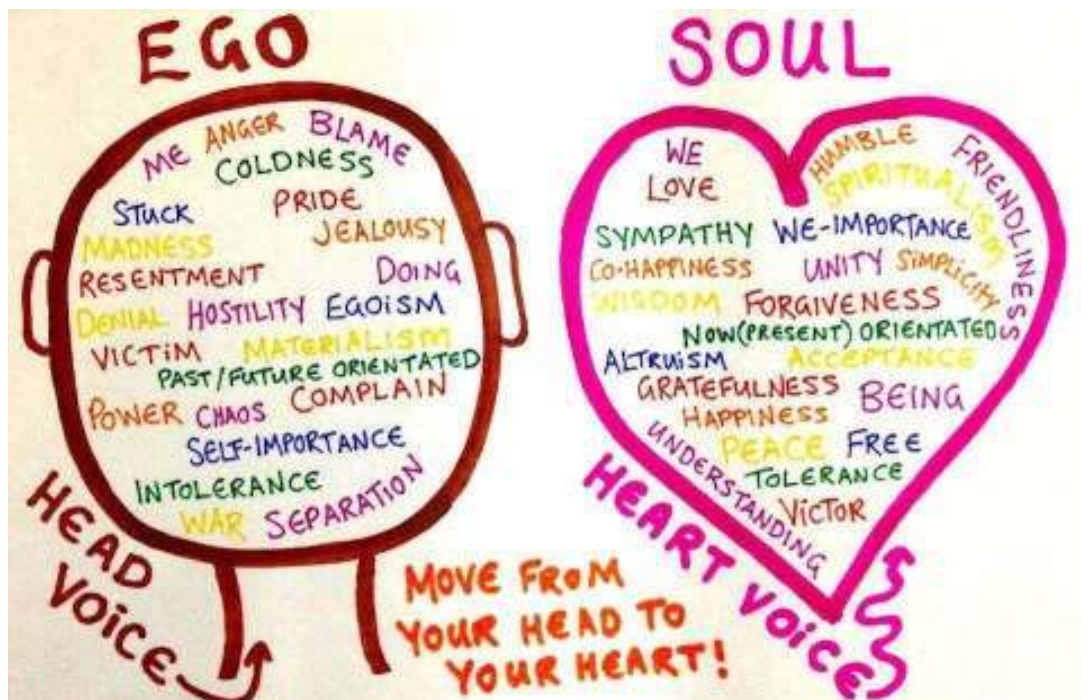 EGO
ME ANGER BLAME
COLDNESS
STUCK PRIDE
MADNESS JEALOUSY
RESENTMENT DOING
DENIAL HOSTILITY EGOiSM
VICTiM MATERIALISM
PAST/FUTURE ORIENTATED
POWER CHAOS COMPLAIN
SELF-IMPORTANCE
INTOLERANCE
WAR SEPARATION
HEAD
VOiCE
MOVE FROM
YOUR HEAD TO
YOUR HEART!
SOUL
WE HUMBLE FRIENDLINESS
LOVE SPIRITUALISM
SYMPATHY WE-IMPORTANCE
CO-HAPPINESS UNITY SiMPLICITY
WISDOM FORGIVENESS
NOW(PRESENT) ORIENTATED
ALTRUiSM ACCEPTANCE
GRATEFULNESS BEING
HAPPINESS
PEACE FREE
UNDERSTANDING TOLERANCE
ViCTOR
HEART VOiCE